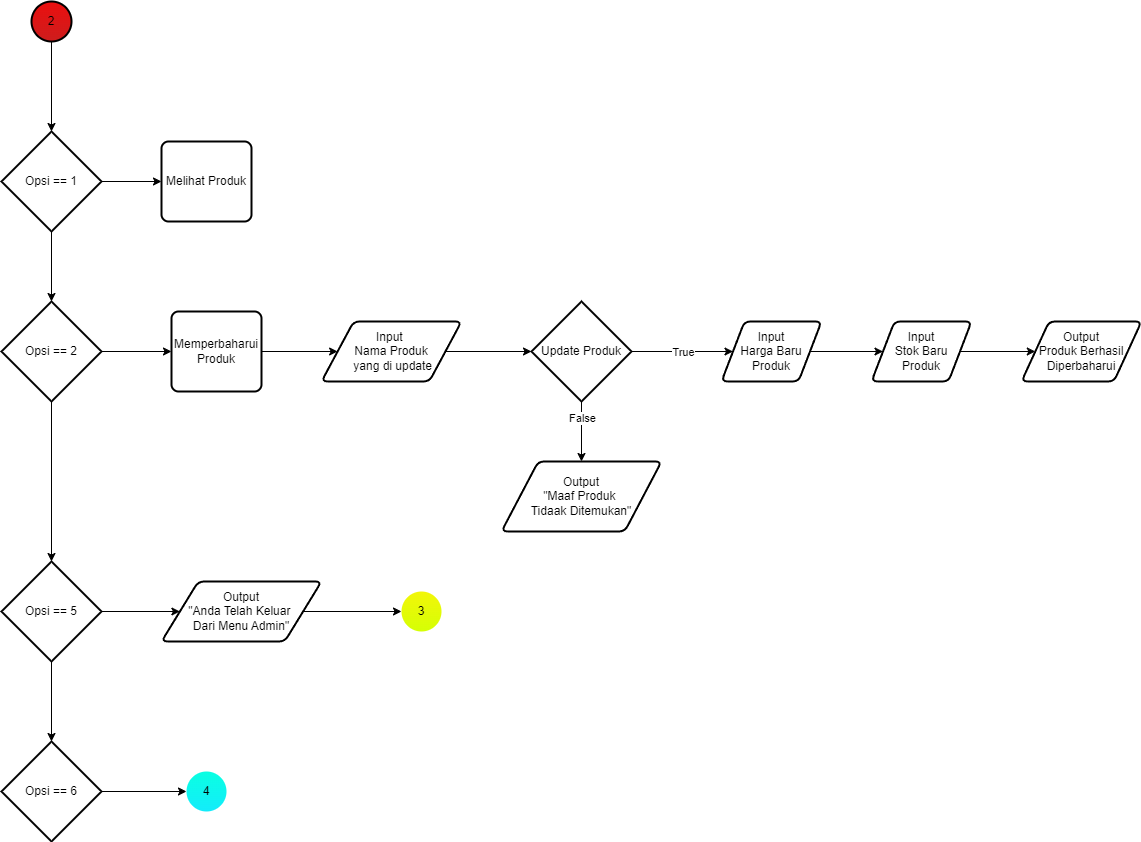 2
Opsi == 1
Melihat Produk
Opsi == 2
Memperbaharui
Produk
Input
Nama Produk
yang di update
Update Produk
True
Input
Harga Baru
Produk
Input
Stok Baru
Produk
Output
Produk Berhasil
Diperbaharui
False
Output
"Maaf Produk
Tidaak Ditemukan"
Opsi == 5
Output
"Anda Telah Keluar
Dari Menu Admin"
3
Opsi == 6
4